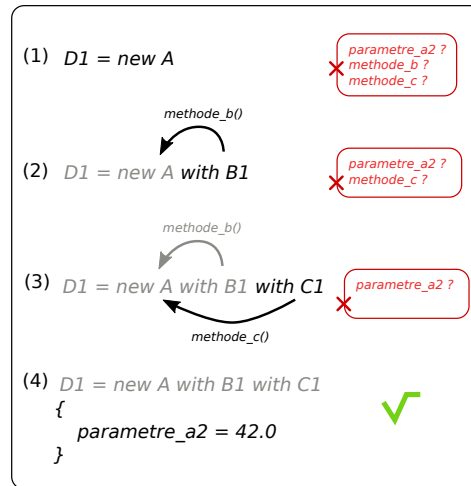 (1) D1 = new A
parametre_a2 ?
methode_b ?
methode_c ?
methode_b()
(2) D1 = new A with B1
parametre_a2 ?
methode_c ?
methode_b()
(3) D1 = new A with B1 with C1
parametre_a2 ?
methode_c()
(4) D1 = new A with B1 with C1
{
parametre_a2 = 42.0
}